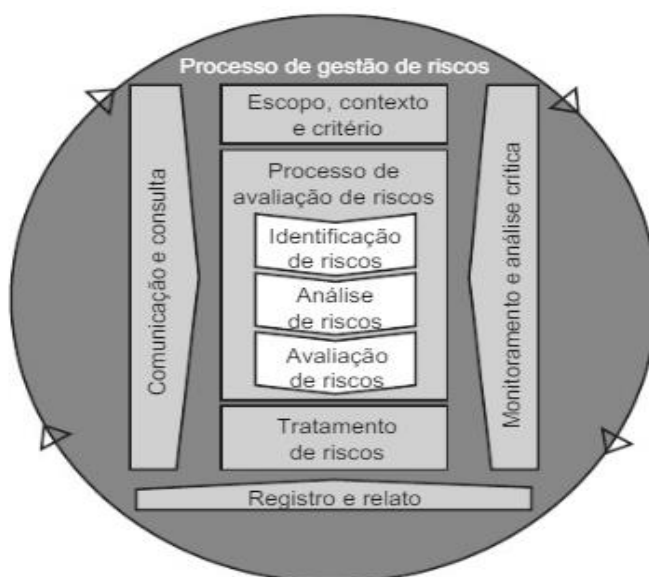 Processo de gestão de riscos
Escopo, contexto
e critério
Processo de
avaliação de riscos
Identificação
de riscos
Análise
de riscos
Avaliação
de riscos
Tratamento
de riscos
Comunicação e consulta
Monitoramento e análise crítica
Registro e relato